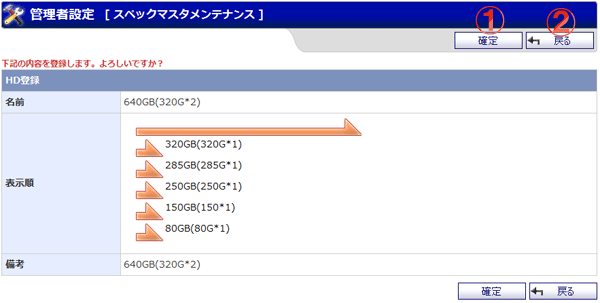 管理者設定 [ スペックマスタメンテナンス ]
① ②
確定 戻る
下記の内容を登録します。よろしいですか？
HD登録
名前 640GB(320G*2)
表示順
320GB(320G*1)
285GB(285G*1)
250GB(250G*1)
150GB(150*1)
80GB(80G*1)
備考 640GB(320G*2)
確定 戻る